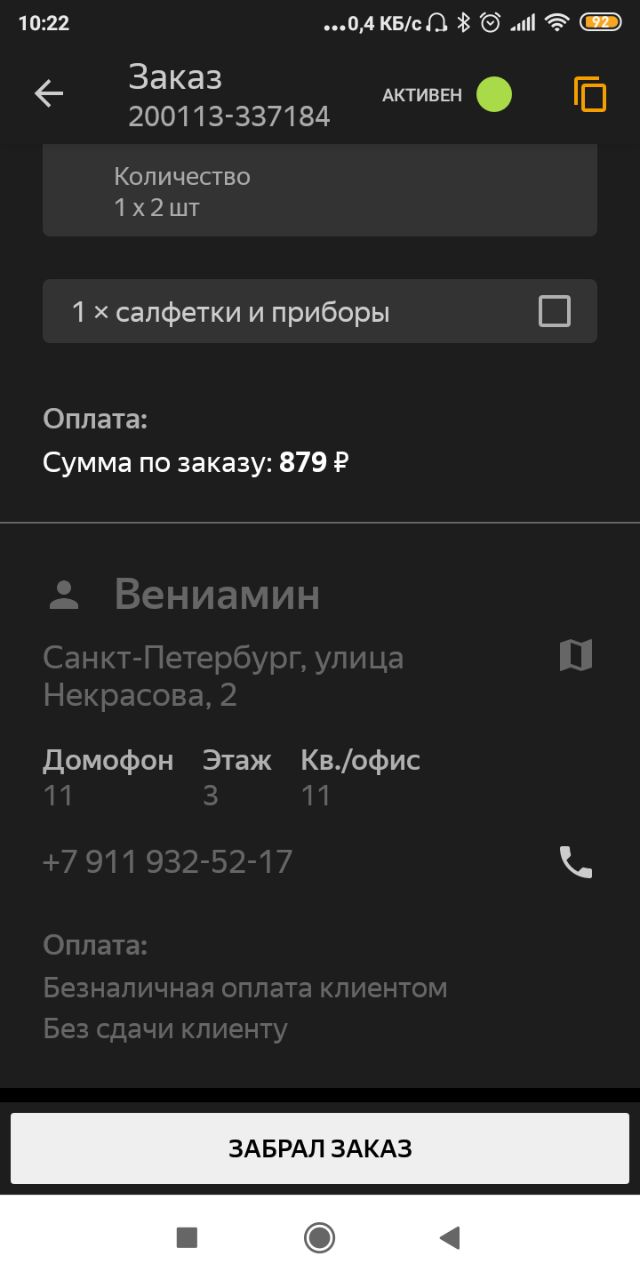 10:22 ...0,4 КБ/с 92
Заказ
200113-337184
АКТИВЕН
Количество
1 x 2 шт
1 × салфетки и приборы
Оплата:
Сумма по заказу: 879 ₽
Вениамин
Санкт-Петербург, улица
Некрасова, 2
Домофон Этаж Кв./офис
11 3 11
+7 911 932-52-17
Оплата:
Безналичная оплата клиентом
Без сдачи клиенту
ЗАБРАЛ ЗАКАЗ